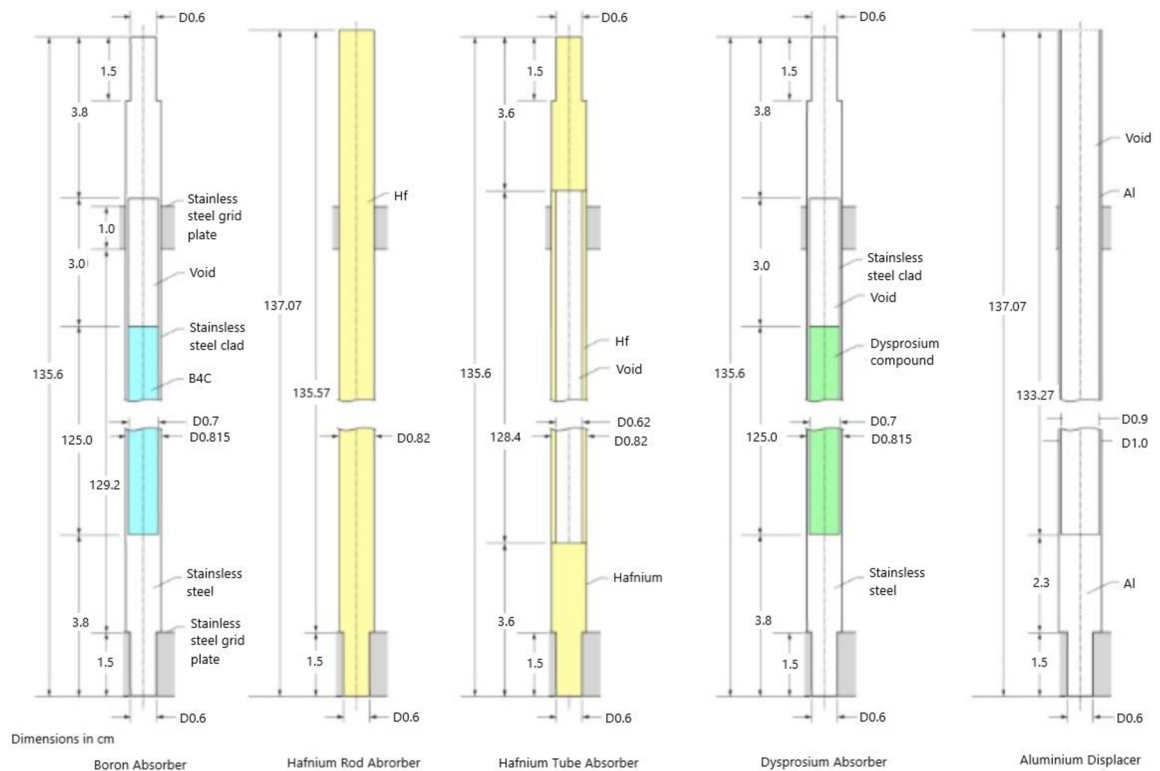 D0.6
1.5
3.8
Stainless
steel grid
plate
1.0
3.0
Void
Stainless
steel clad
135.6
B4C
D0.7
D0.815
125.0
129.2
Stainsless
steel
3.8
Stainless
steel grid
plate
1.5
D0.6
Dimensions in cm
Boron Absorber
Hf
137.07
135.57
D0.82
1.5
D0.6
Hafnium Rod Abrorber
D0.6
1.5
3.6
Hf
Void
135.6
D0.62
D0.82
128.4
Hafnium
3.6
1.5
D0.6
Hafnium Tube Absorber
D0.6
1.5
3.8
Stainless
steel clad
3.0
Void
Dysprosium
compound
135.6
D0.7
D0.815
125.0
Stainless
steel
3.8
1.5
D0.6
Dysprosium Absorber
Void
Al
137.07
133.27
D0.9
D1.0
2.3
Al
1.5
D0.6
Aluminium Displacer